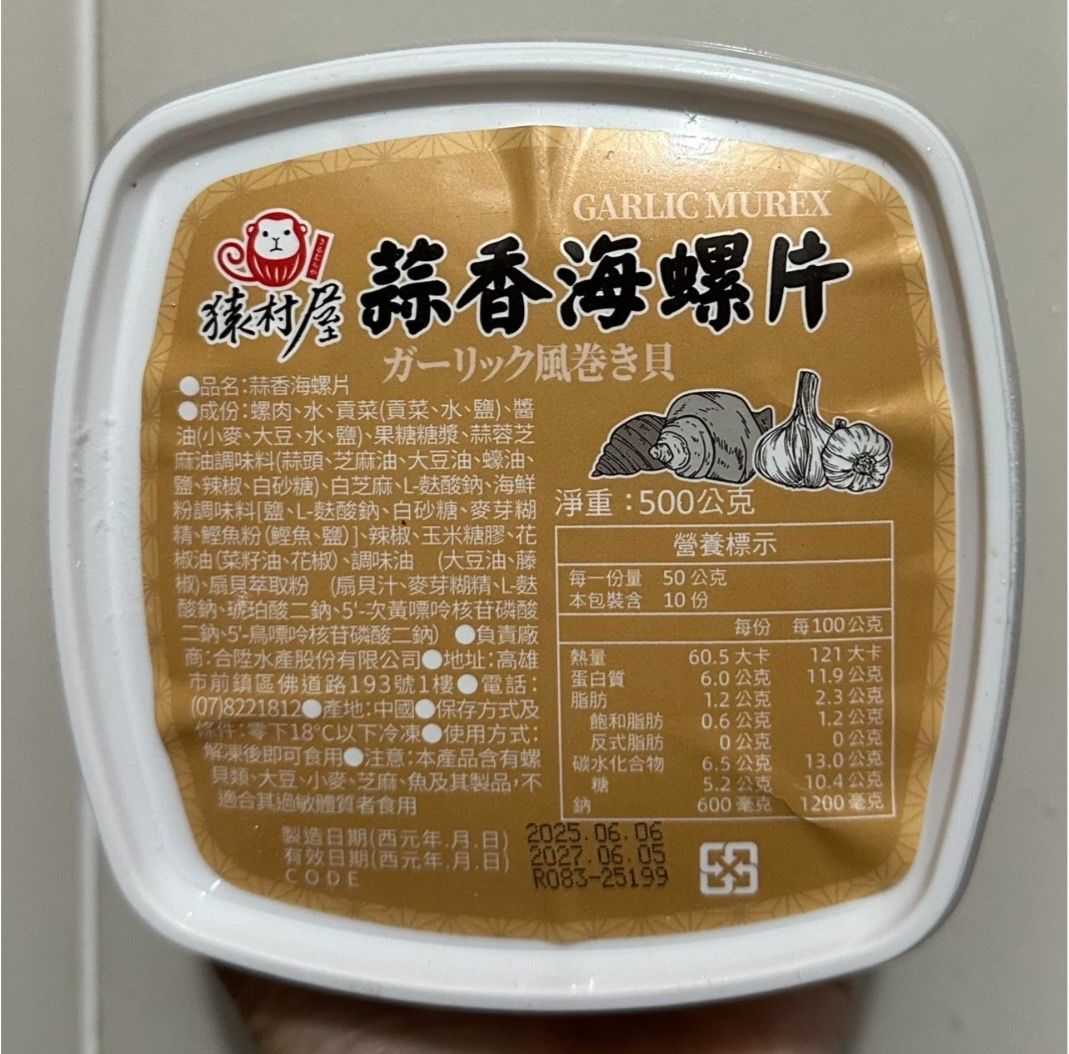 GARLIC MUREX
さるむらや
猿村屋
蒜香海螺片
ガーリック風巻き貝
●品名:蒜香海螺片
●成份:螺肉、水、貢菜(貢菜、水、鹽)、醬
油(小麥、大豆、水、鹽)、果糖糖漿、蒜蓉芝
麻油調味料(蒜頭、芝麻油、大豆油、蠔油、
鹽、辣椒、白砂糖)、白芝麻、L-麩酸鈉、海鮮
粉調味料[鹽、L-麩酸鈉、白砂糖、麥芽糊
精、鰹魚粉(鰹魚、鹽)]、辣椒、玉米糖膠、花
椒油(菜籽油、花椒)、調味油 (大豆油、藤
椒)、扇貝萃取粉 (扇貝汁、麥芽糊精、L-麩
酸鈉、琥珀酸二鈉、5'-次黃嘌呤核苷磷酸
二鈉、5'-鳥嘌呤核苷磷酸二鈉) ●負責廠
商:合陞水產股份有限公司●地址:高雄
市前鎮區佛道路193號1樓●電話:
(07)8221812●產地:中國●保存方式及
條件:零下18°C以下冷凍●使用方式:
解凍後即可食用●注意:本產品含有螺
貝類、大豆、小麥、芝麻、魚及其製品,不
適合其過敏體質者食用
淨重:500公克
營養標示
每一份量 50 公克
本包裝含 10 份
每份 每100公克
熱量 60.5 大卡 121 大卡
蛋白質 6.0 公克 11.9 公克
脂肪 1.2 公克 2.3 公克
飽和脂肪 0.6 公克 1.2 公克
反式脂肪 0 公克 0 公克
碳水化合物 6.5 公克 13.0 公克
糖 5.2 公克 10.4 公克
鈉 600 毫克 1200 毫克
製造日期(西元年.月.日) 2025.06.06
有效日期(西元年.月.日) 2027.06.05
CODE R083-25199